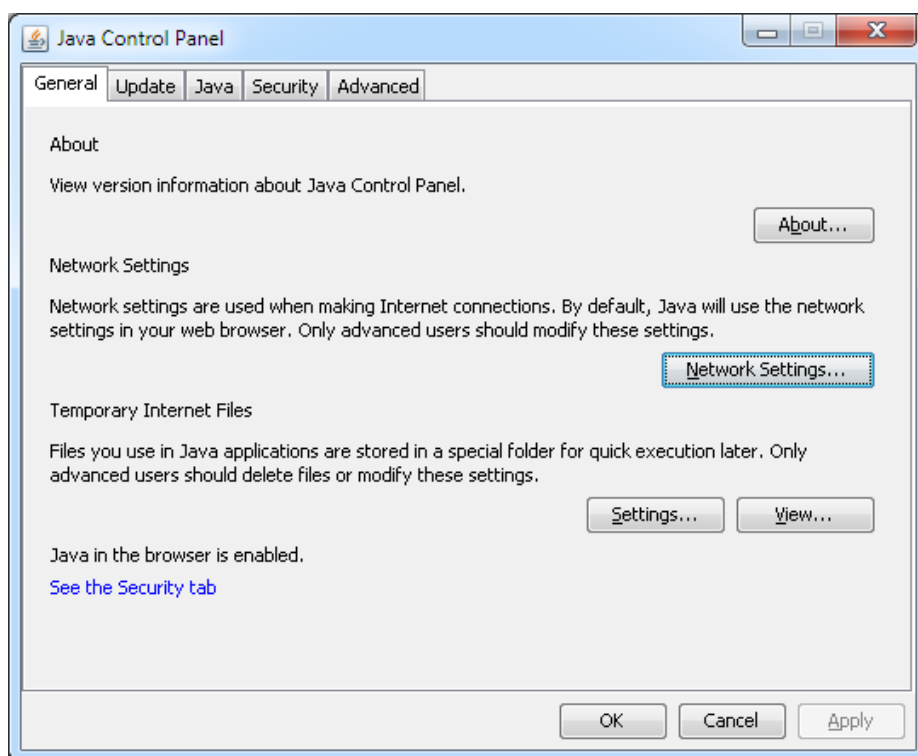 Java Control Panel
General Update Java Security Advanced
About
View version information about Java Control Panel.
About...
Network Settings
Network settings are used when making Internet connections. By default, Java will use the network
settings in your web browser. Only advanced users should modify these settings.
Network Settings...
Temporary Internet Files
Files you use in Java applications are stored in a special folder for quick execution later. Only
advanced users should delete files or modify these settings.
Settings... View...
Java in the browser is enabled.
See the Security tab
OK Cancel Apply